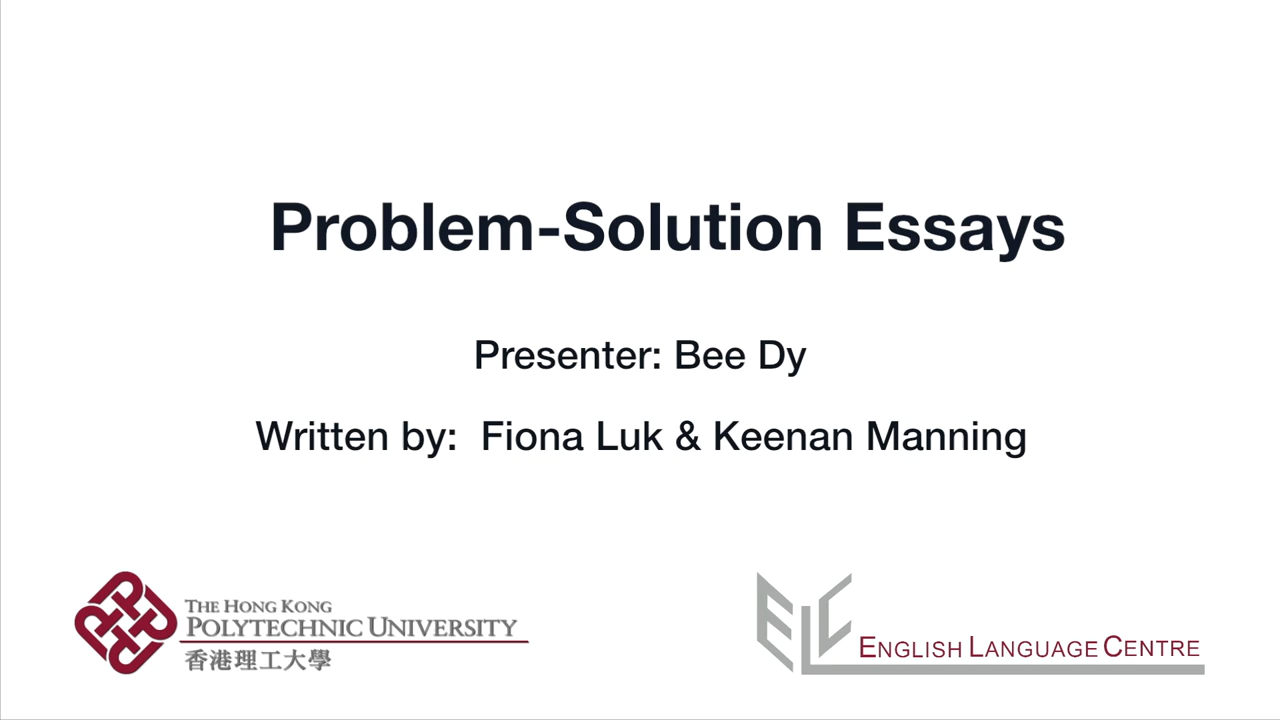 Problem-Solution Essays
Presenter: Bee Dy
Written by: Fiona Luk & Keenan Manning
THE HONG KONG
POLYTECHNIC UNIVERSITY
香港理工大學
ELC
ENGLISH LANGUAGE CENTRE